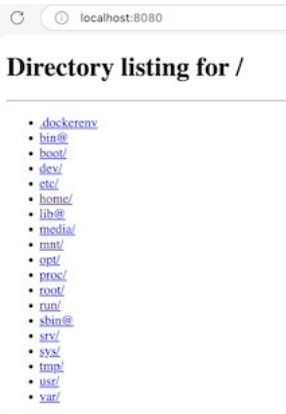 localhost:8080
Directory listing for /
.dockerenv
bin@
boot/
dev/
etc/
home/
lib@
media/
mnt/
opt/
proc/
root/
run/
sbin@
srv/
sys/
tmp/
usr/
var/